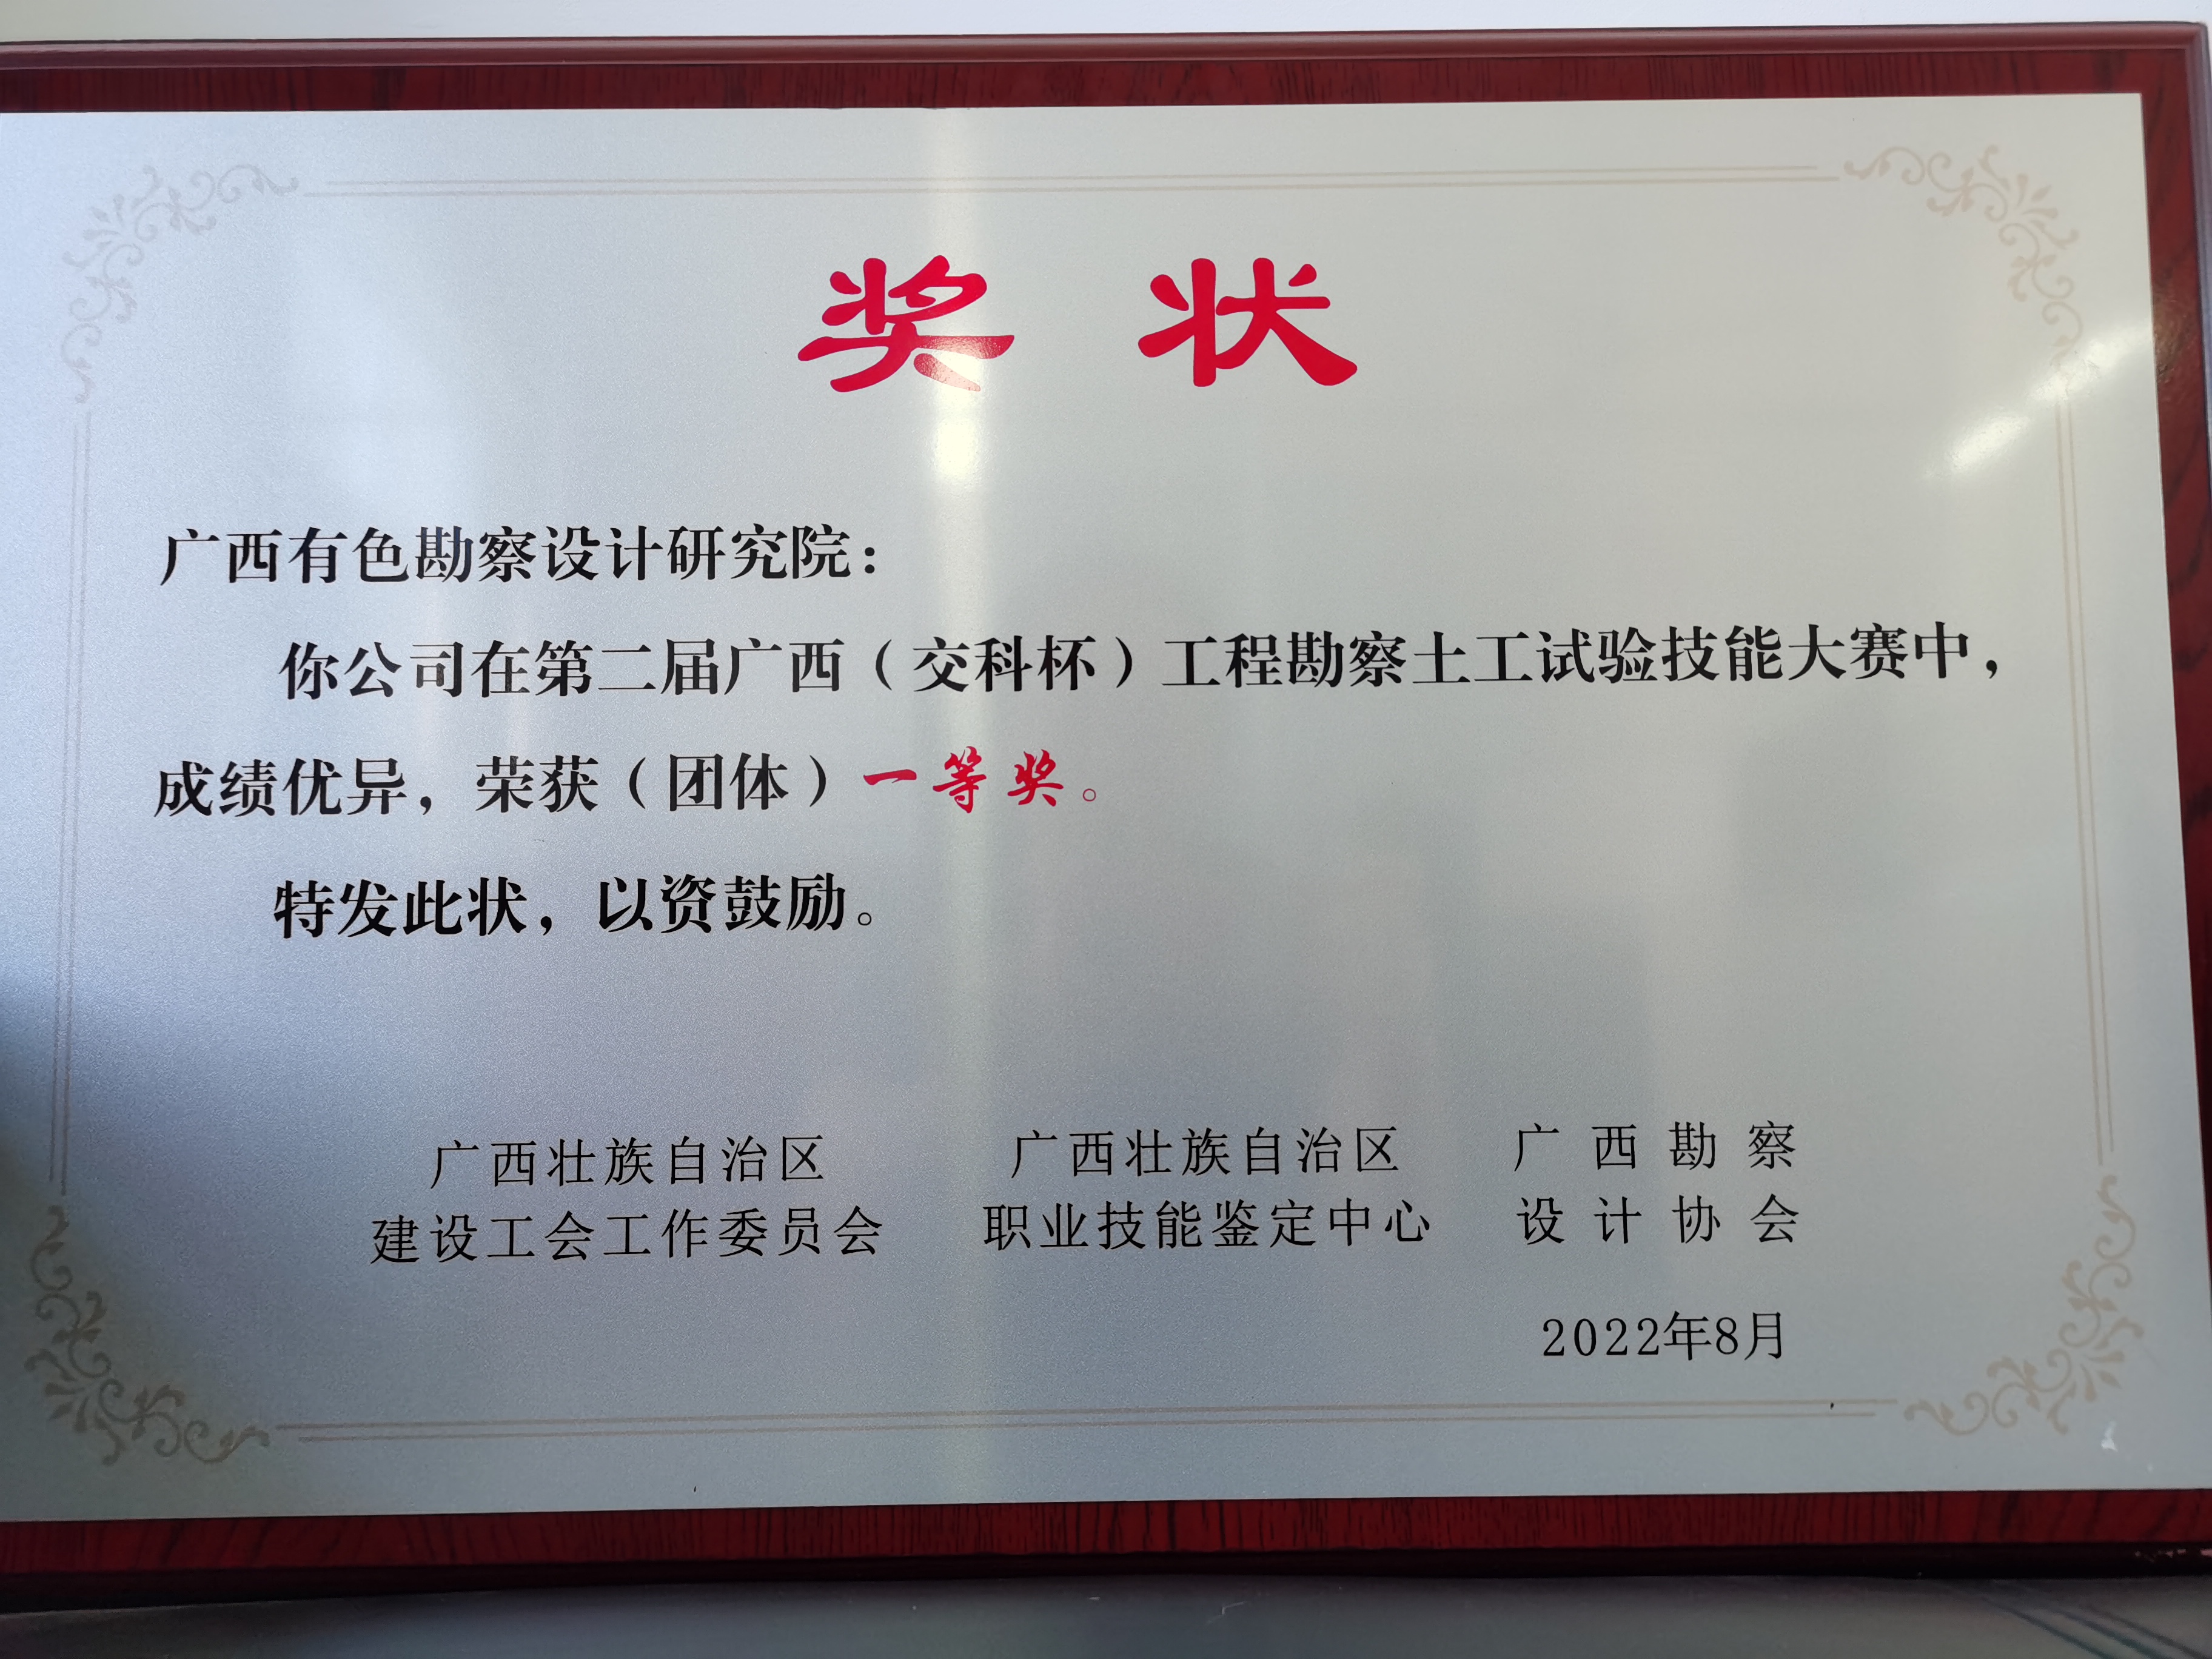 奖状
广西有色勘察设计研究院：
你公司在第二届广西（交科杯）工程勘察土工试验技能大赛中，
成绩优异，荣获（团体）一等奖。
特发此状，以资鼓励。
广西壮族自治区
建设工会工作委员会
广西壮族自治区
职业技能鉴定中心
广西勘察
设计协会
2022年8月